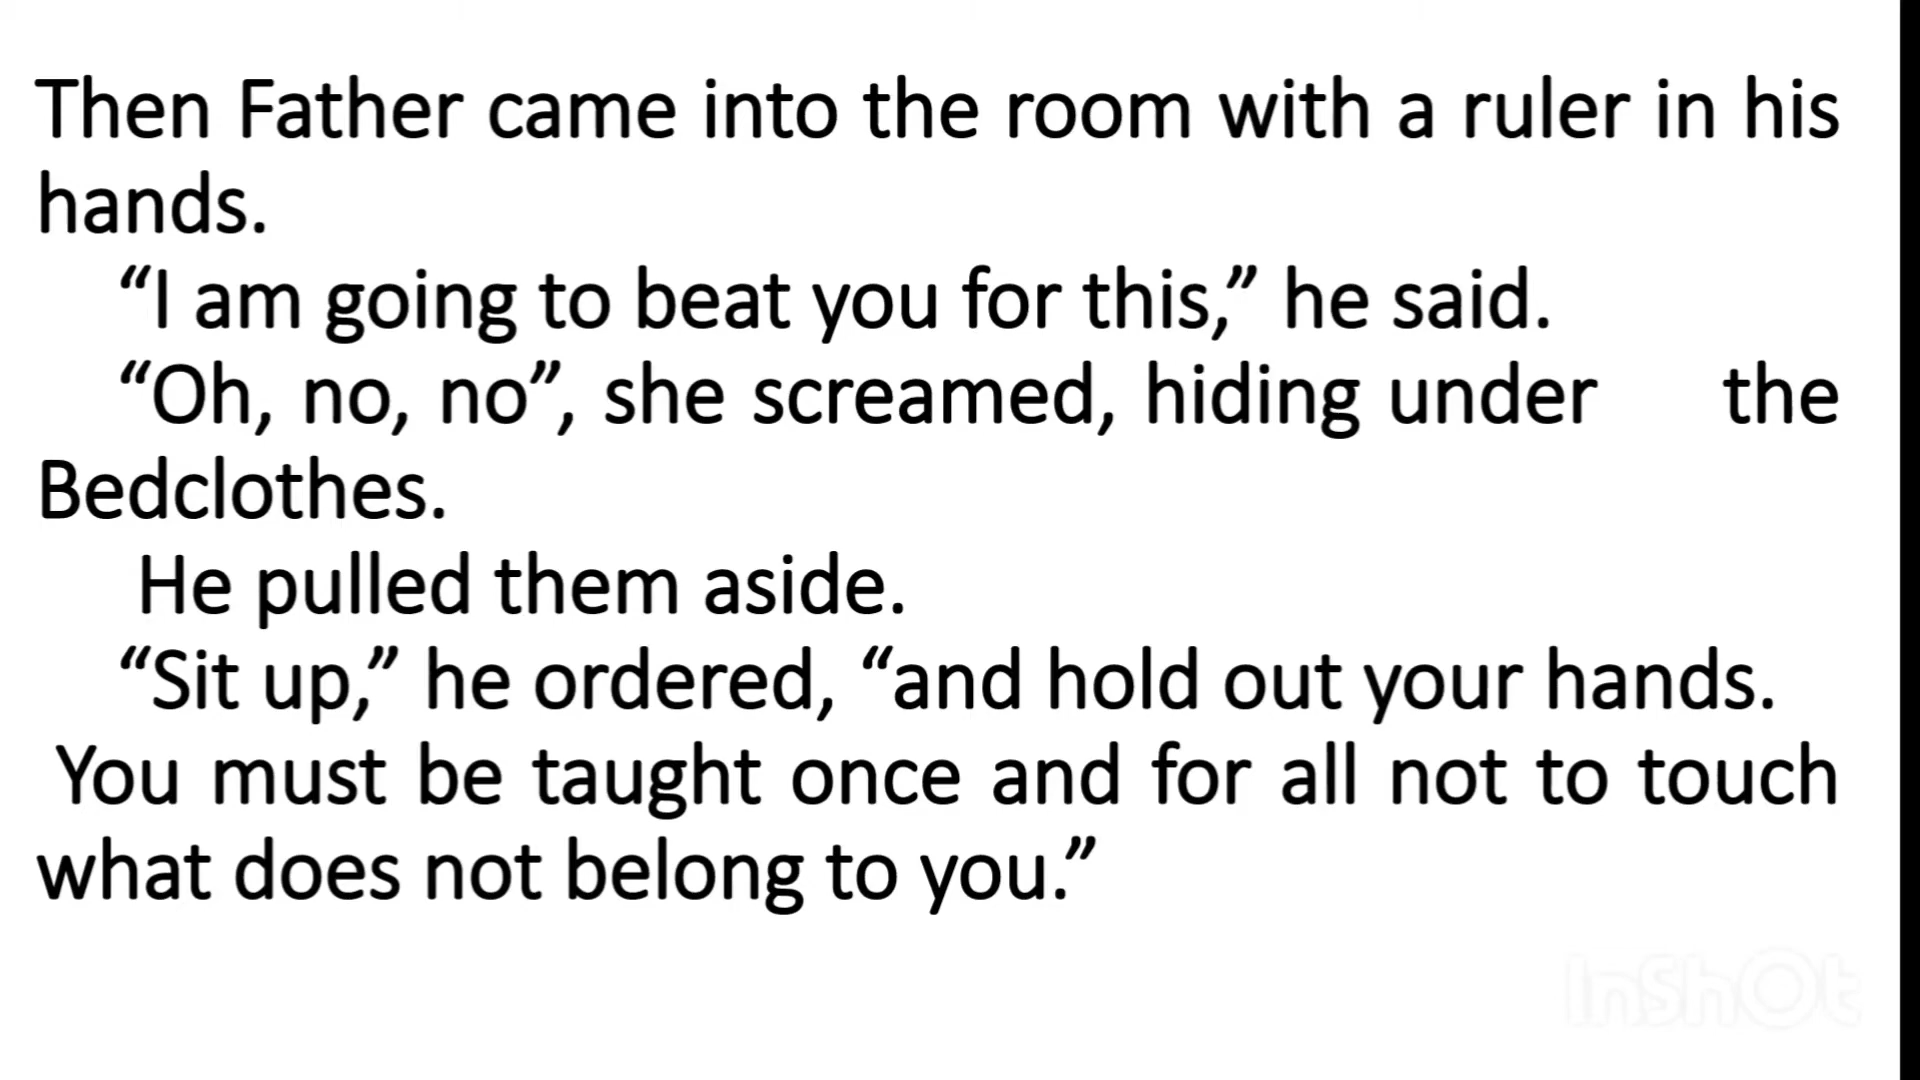 Then Father came into the room with a ruler in his
hands.
“I am going to beat you for this,” he said.
“Oh, no, no”, she screamed, hiding under the
Bedclothes.
He pulled them aside.
“Sit up,” he ordered, “and hold out your hands.
You must be taught once and for all not to touch
what does not belong to you.”
InShOt